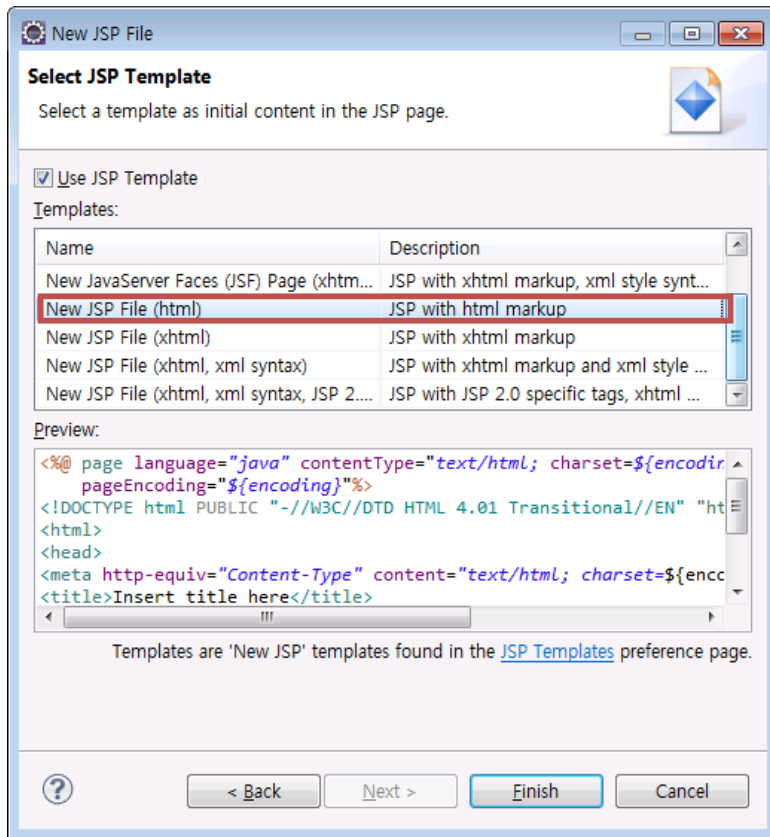 New JSP File
Select JSP Template
Select a template as initial content in the JSP page.
Use JSP Template
Templates:
Name Description
New JavaServer Faces (JSF) Page (xhtm... JSP with xhtml markup, xml style synt...
New JSP File (html) JSP with html markup
New JSP File (xhtml) JSP with xhtml markup
New JSP File (xhtml, xml syntax) JSP with xhtml markup and xml style ...
New JSP File (xhtml, xml syntax, JSP 2.... JSP with JSP 2.0 specific tags, xhtml ...
Preview:
<%@ page language="java" contentType="text/html; charset=${encodin
pageEncoding="${encoding}"%>
<!DOCTYPE html PUBLIC "-//W3C//DTD HTML 4.01 Transitional//EN" "ht
<html>
<head>
<meta http-equiv="Content-Type" content="text/html; charset=${enco
<title>Insert title here</title>
Templates are 'New JSP' templates found in the JSP Templates preference page.
? < Back Next > Finish Cancel